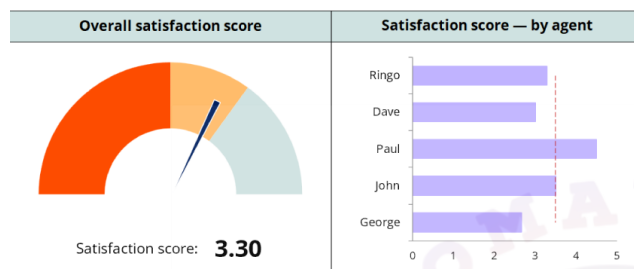 Overall satisfaction score
Satisfaction score: 3.30
Satisfaction score — by agent
Ringo
Dave
Paul
John
George
0 1 2 3 4 5
O M A